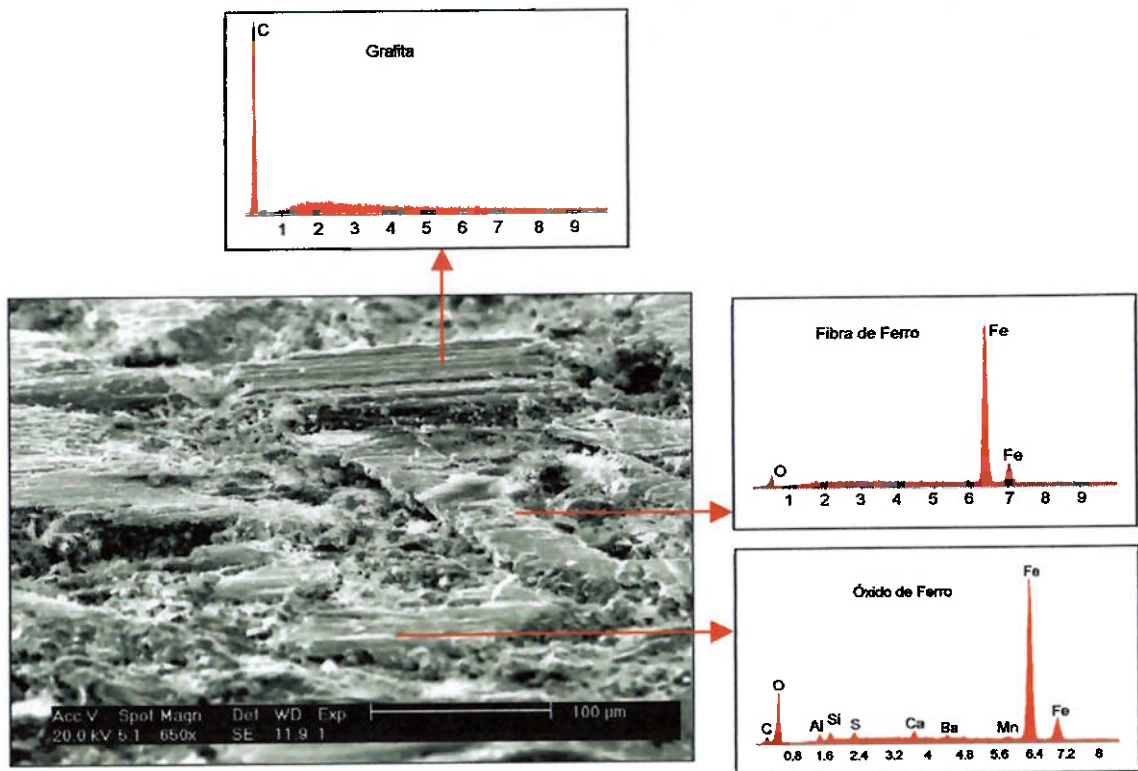 C
Grafita
1 2 3 4 5 6 7 8 9
Fibra de Ferro
Fe
Fe
O
1 2 3 4 5 6 7 8 9
Óxido de Ferro
Fe
O
C Al Si S Ca Ba Mn Fe
0.8 1.6 2.4 3.2 4 4.8 5.6 6.4 7.2 8
Acc V Spot Magn Det WD Exp 100 µm
20.0 kV 5.1 650x SE 11.9 1